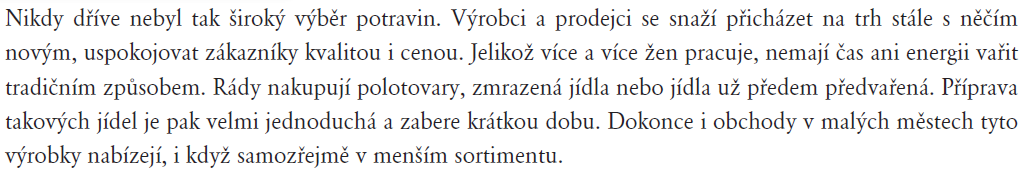 Nikdy dříve nebyl tak široký výběr potravin. Výrobci a prodejci se snaží přicházet na trh stále s něčím
novým, uspokojovat zákazníky kvalitou i cenou. Jelikož více a více žen pracuje, nemají čas ani energii vařit
tradičním způsobem. Rády nakupují polotovary, zmrazená jídla nebo jídla už předem předvařená. Příprava
takových jídel je pak velmi jednoduchá a zabere krátkou dobu. Dokonce i obchody v malých městech tyto
výrobky nabízejí, i když samozřejmě v menším sortimentu.